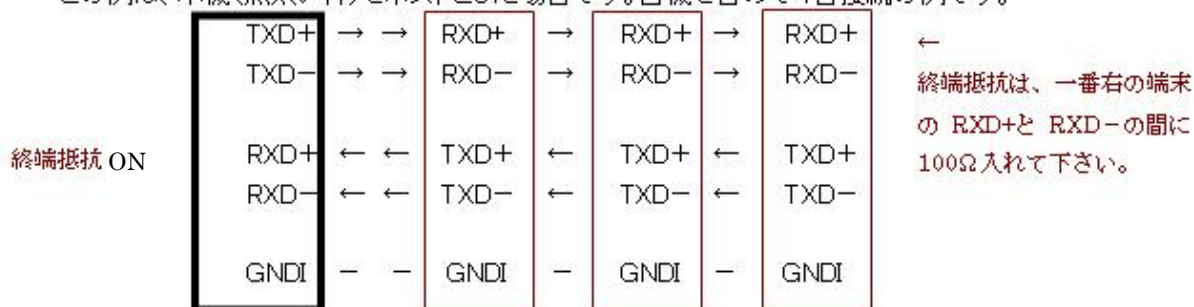 TXD+ → → RXD+ → RXD+ → RXD+ ←
TXD− → → RXD− → RXD− → RXD−
終端抵抗は、一番右の端末
の RXD+と RXD−の間に
100Ω入れて下さい。
終端抵抗 ON
RXD+ ← ← TXD+ ← TXD+ ← TXD+
RXD− ← ← TXD− ← TXD− ← TXD−
GNDI − − GNDI − GNDI − GNDI